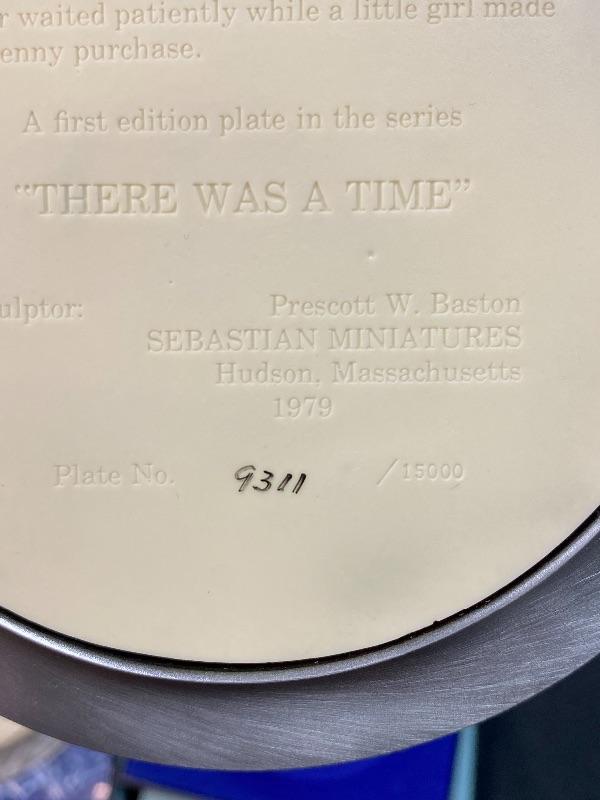 waited patiently while a little girl made
enny purchase.
A first edition plate in the series
"THERE WAS A TIME"
ulptor: Prescott W. Baston
SEBASTIAN MINIATURES
Hudson, Massachusetts
1979
Plate No. 9311 /15000